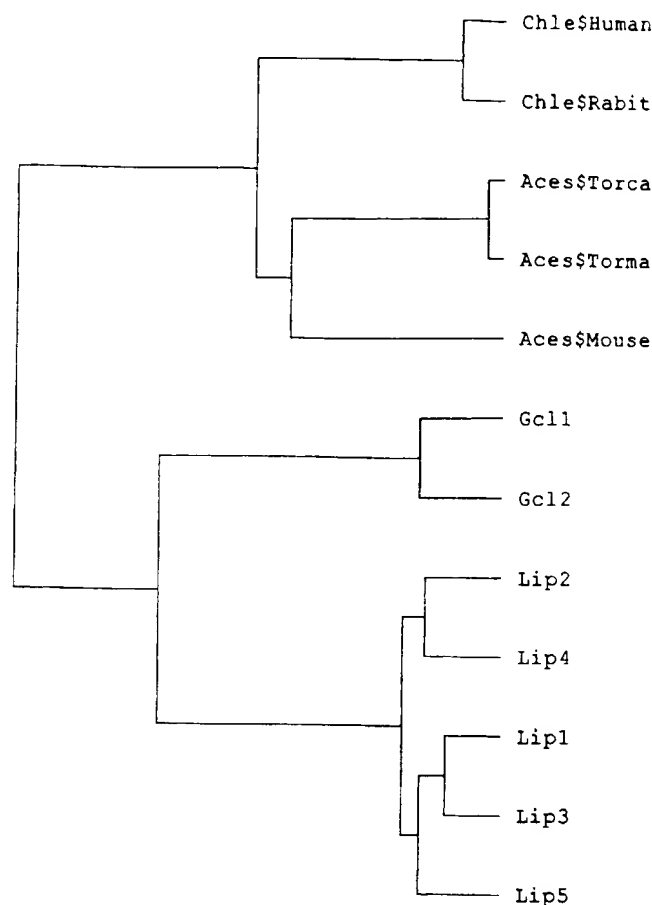 Chle$Human
Chle$Rabit
Aces$Torca
Aces$Torma
Aces$Mouse
Gcl1
Gcl2
Lip2
Lip4
Lip1
Lip3
Lip5